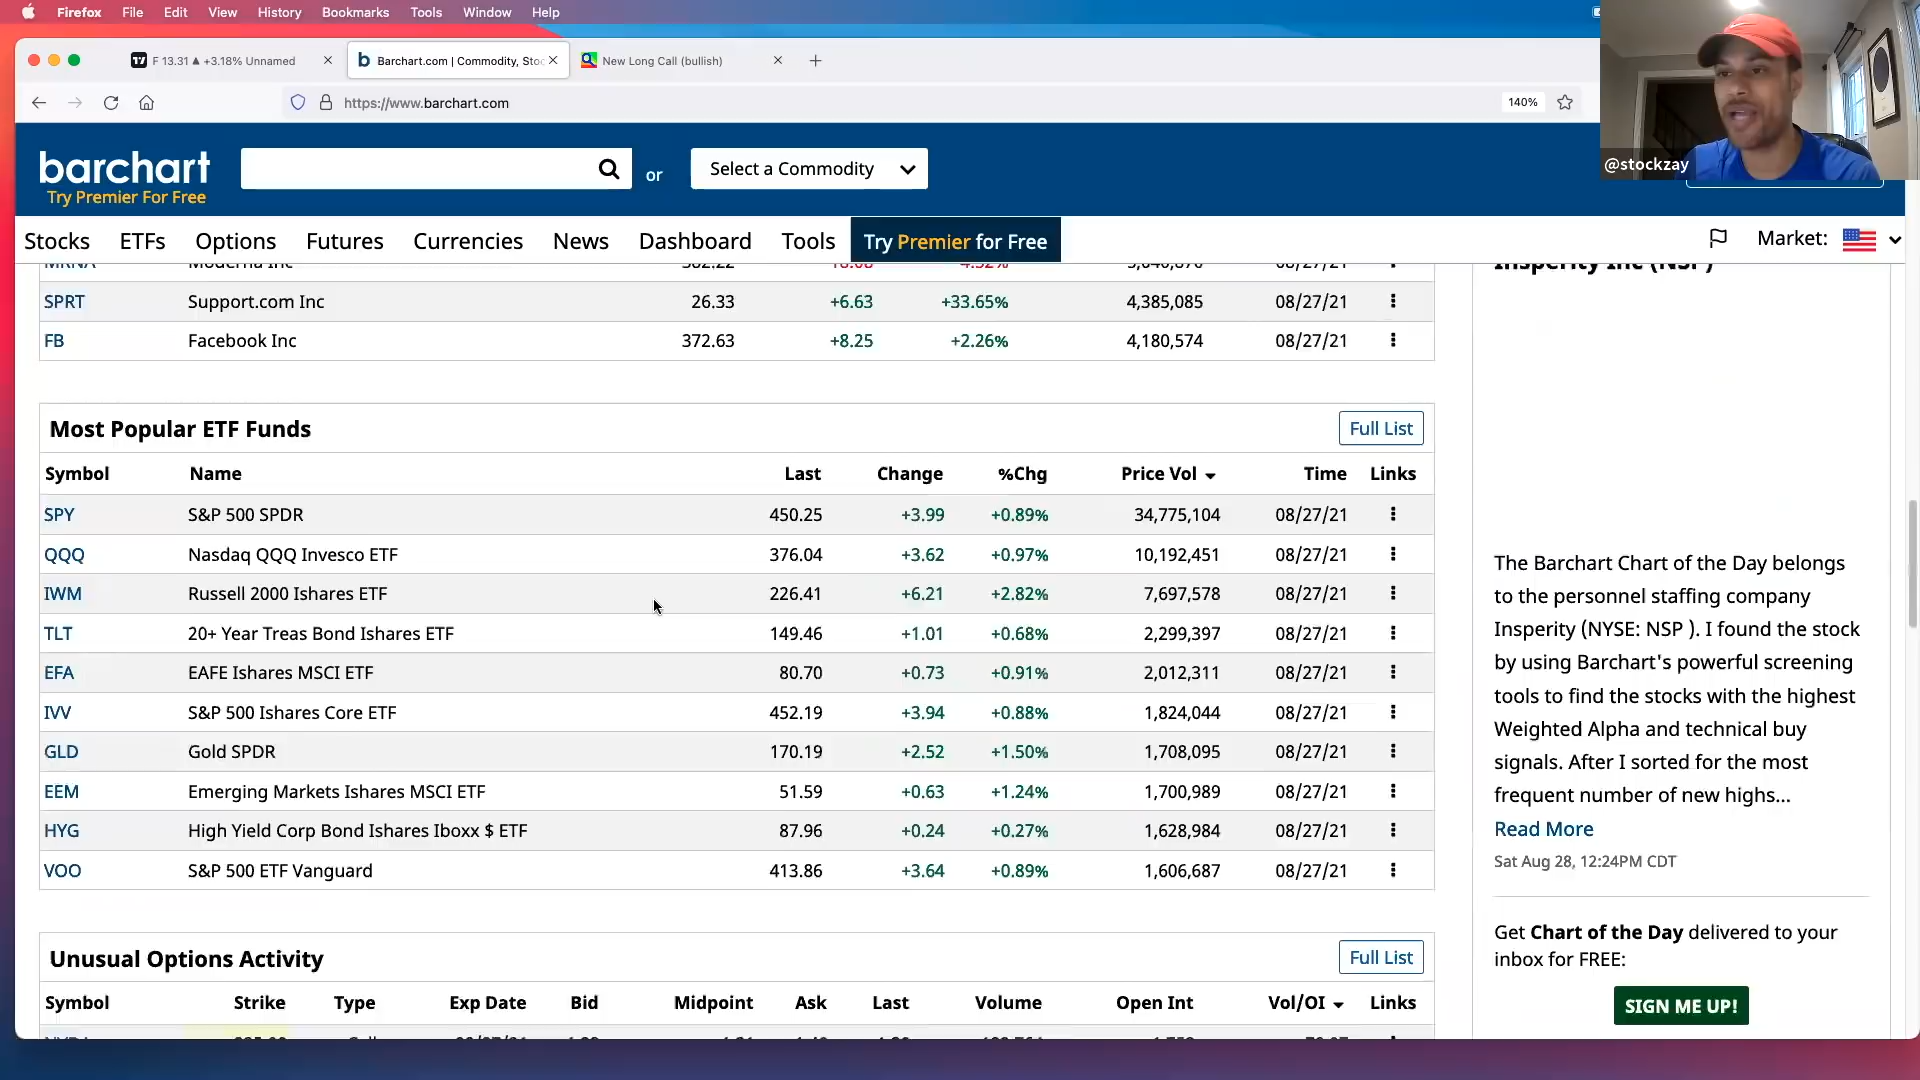 Firefox File Edit View History Bookmarks Tools Window Help
F 13.31 ▲ +3.18% Unnamed
Barchart.com | Commodity, Stoc
New Long Call (bullish)
https://www.barchart.com
140%
@stockzay
barchart
Try Premier For Free
or
Select a Commodity
Stocks ETFs Options Futures Currencies News Dashboard Tools Try Premier for Free Market:
MRNA Moderna Inc 08/27/21
Insperity Inc (NSP)
SPRT Support.com Inc 26.33 +6.63 +33.65% 4,385,085 08/27/21
FB Facebook Inc 372.63 +8.25 +2.26% 4,180,574 08/27/21
Most Popular ETF Funds Full List
Symbol Name Last Change %Chg Price Vol Time Links
SPY S&P 500 SPDR 450.25 +3.99 +0.89% 34,775,104 08/27/21
QQQ Nasdaq QQQ Invesco ETF 376.04 +3.62 +0.97% 10,192,451 08/27/21
IWM Russell 2000 Ishares ETF 226.41 +6.21 +2.82% 7,697,578 08/27/21
TLT 20+ Year Treas Bond Ishares ETF 149.46 +1.01 +0.68% 2,299,397 08/27/21
EFA EAFE Ishares MSCI ETF 80.70 +0.73 +0.91% 2,012,311 08/27/21
IVV S&P 500 Ishares Core ETF 452.19 +3.94 +0.88% 1,824,044 08/27/21
GLD Gold SPDR 170.19 +2.52 +1.50% 1,708,095 08/27/21
EEM Emerging Markets Ishares MSCI ETF 51.59 +0.63 +1.24% 1,700,989 08/27/21
HYG High Yield Corp Bond Ishares Iboxx $ ETF 87.96 +0.24 +0.27% 1,628,984 08/27/21
VOO S&P 500 ETF Vanguard 413.86 +3.64 +0.89% 1,606,687 08/27/21
Unusual Options Activity Full List
Symbol Strike Type Exp Date Bid Midpoint Ask Last Volume Open Int Vol/OI Links
The Barchart Chart of the Day belongs
to the personnel staffing company
Insperity (NYSE: NSP ). I found the stock
by using Barchart's powerful screening
tools to find the stocks with the highest
Weighted Alpha and technical buy
signals. After I sorted for the most
frequent number of new highs...
Read More
Sat Aug 28, 12:24PM CDT
Get Chart of the Day delivered to your
inbox for FREE:
SIGN ME UP!